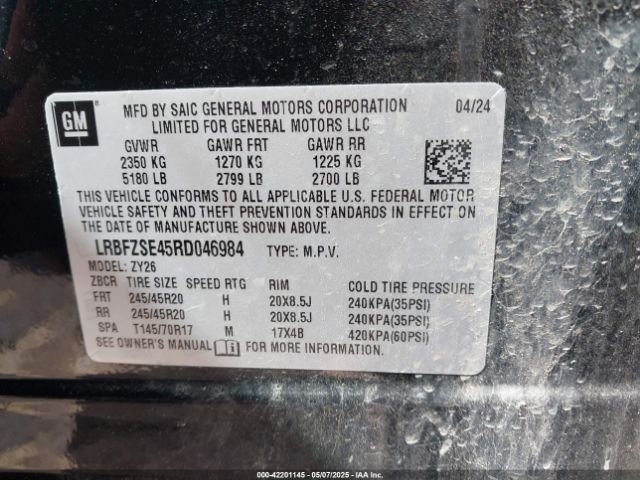 GM
MFD BY SAIC GENERAL MOTORS CORPORATION 04/24
LIMITED FOR GENERAL MOTORS LLC
GVWR GAWR FRT GAWR RR
2350 KG 1270 KG 1225 KG
5180 LB 2799 LB 2700 LB
THIS VEHICLE CONFORMS TO ALL APPLICABLE U.S. FEDERAL MOTOR
VEHICLE SAFETY AND THEFT PREVENTION STANDARDS IN EFFECT ON
THE DATE OF MANUFACTURE SHOWN ABOVE.
LRBFZSE45RD046984 TYPE: M.P.V.
MODEL: ZY26
ZBCR TIRE SIZE SPEED RTG RIM COLD TIRE PRESSURE
FRT 245/45R20 H 20X8.5J 240KPA(35PSI)
RR 245/45R20 H 20X8.5J 240KPA(35PSI)
SPA T145/70R17 M 17X4B 420KPA(60PSI)
SEE OWNER'S MANUAL FOR MORE INFORMATION
000-42201145 - 05/07/2025 - IAA Inc.